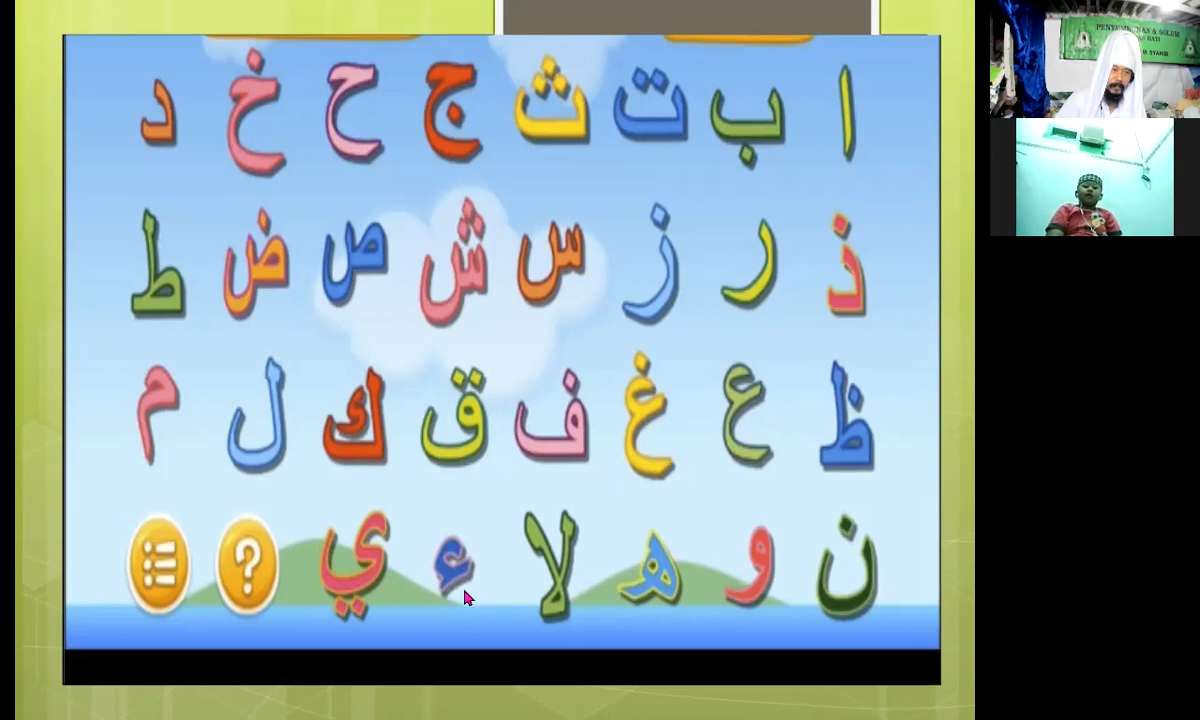 ا ب ت ث ج ح خ د
ذ ر ز س ش ص ض ط
ظ ع غ ف ق ك ل م
ن و ه لا ء ي ?